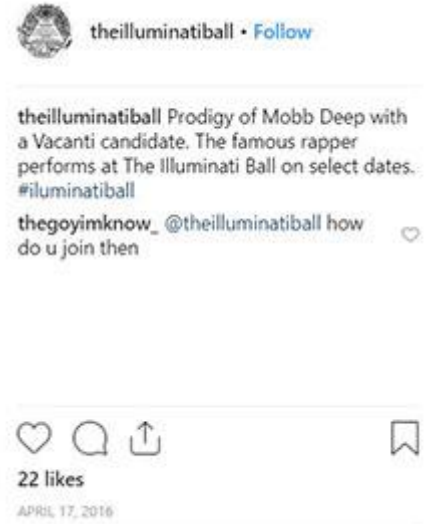 theilluminatiball • Follow
theilluminatiball Prodigy of Mobb Deep with
a Vacanti candidate. The famous rapper
performs at The Illuminati Ball on select dates.
#iluminatiball
thegoyimknow_ @theilluminatiball how
do u join then
22 likes
APRIL 17, 2016